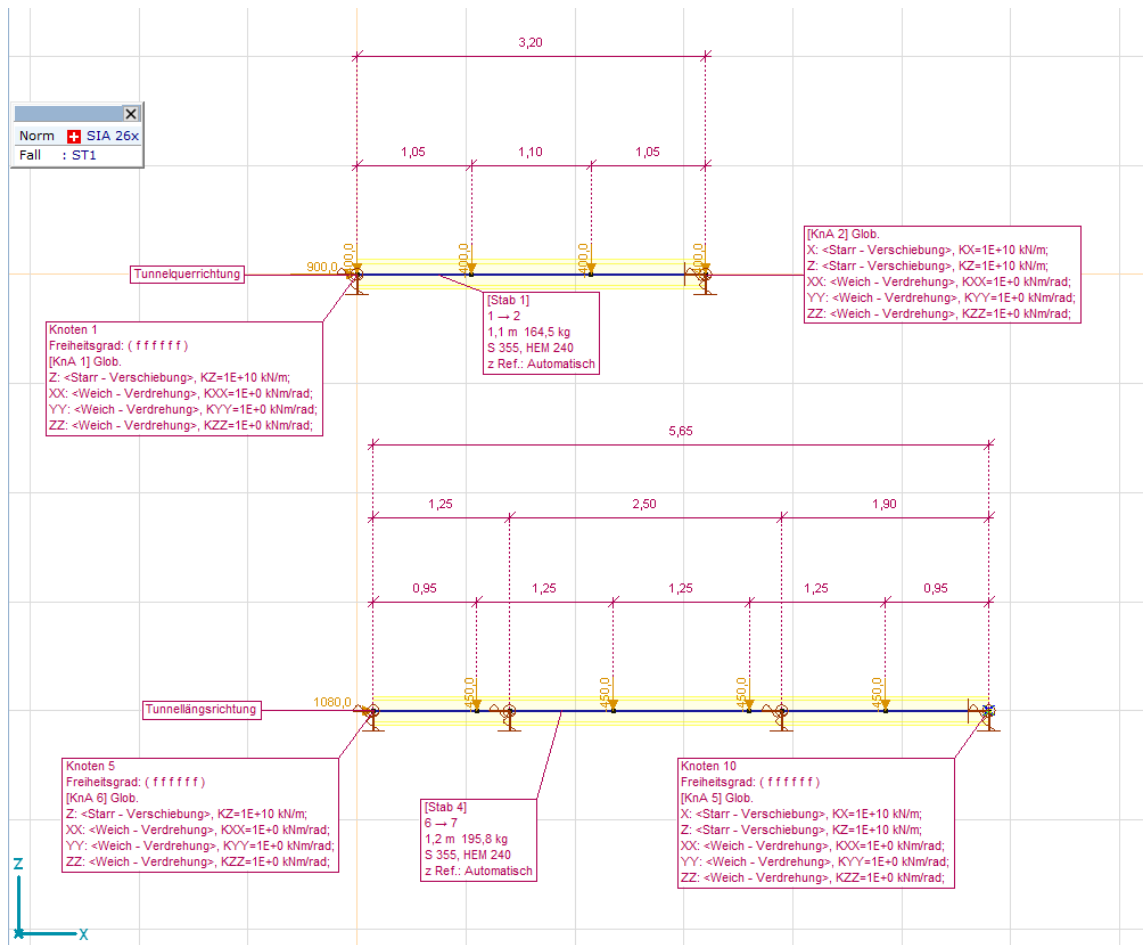 3,20
Norm SIA 26x
Fall : ST1
1,05 1,10 1,05
900,0
400,0 400,0 400,0
Tunnelquerrichtung
[KnA 2] Glob.
X: <Starr - Verschiebung>, KX=1E+10 kN/m;
Z: <Starr - Verschiebung>, KZ=1E+10 kN/m;
XX: <Weich - Verdrehung>, KXX=1E+0 kNm/rad;
YY: <Weich - Verdrehung>, KYY=1E+0 kNm/rad;
ZZ: <Weich - Verdrehung>, KZZ=1E+0 kNm/rad;
[Stab 1]
1 → 2
1,1 m 164,5 kg
S 355, HEM 240
z Ref.: Automatisch
Knoten 1
Freiheitsgrad: ( f f f f f f )
[KnA 1] Glob.
Z: <Starr - Verschiebung>, KZ=1E+10 kN/m;
XX: <Weich - Verdrehung>, KXX=1E+0 kNm/rad;
YY: <Weich - Verdrehung>, KYY=1E+0 kNm/rad;
ZZ: <Weich - Verdrehung>, KZZ=1E+0 kNm/rad;
5,65
1,25 2,50 1,90
0,95 1,25 1,25 1,25 0,95
1080,0
450,0 450,0 450,0 450,0
Tunnellängsrichtung
Knoten 5
Freiheitsgrad: ( f f f f f f )
[KnA 6] Glob.
Z: <Starr - Verschiebung>, KZ=1E+10 kN/m;
XX: <Weich - Verdrehung>, KXX=1E+0 kNm/rad;
YY: <Weich - Verdrehung>, KYY=1E+0 kNm/rad;
ZZ: <Weich - Verdrehung>, KZZ=1E+0 kNm/rad;
[Stab 4]
6 → 7
1,2 m 195,8 kg
S 355, HEM 240
z Ref.: Automatisch
Knoten 10
Freiheitsgrad: ( f f f f f f )
[KnA 5] Glob.
X: <Starr - Verschiebung>, KX=1E+10 kN/m;
Z: <Starr - Verschiebung>, KZ=1E+10 kN/m;
XX: <Weich - Verdrehung>, KXX=1E+0 kNm/rad;
YY: <Weich - Verdrehung>, KYY=1E+0 kNm/rad;
ZZ: <Weich - Verdrehung>, KZZ=1E+0 kNm/rad;
Z
X